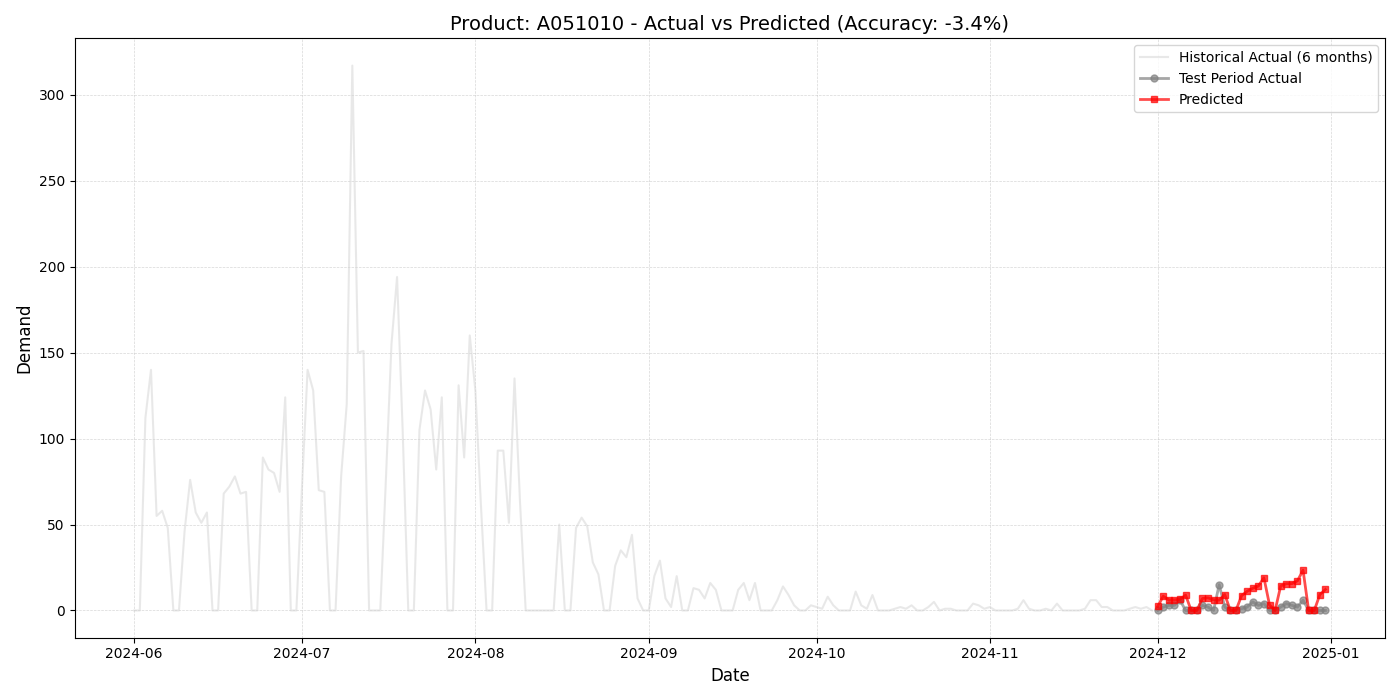 Product: A051010 - Actual vs Predicted (Accuracy: -3.4%)
Historical Actual (6 months)
Test Period Actual
Predicted
Demand
300
250
200
150
100
50
0
2024-06
2024-07
2024-08
2024-09
2024-10
2024-11
2024-12
2025-01
Date